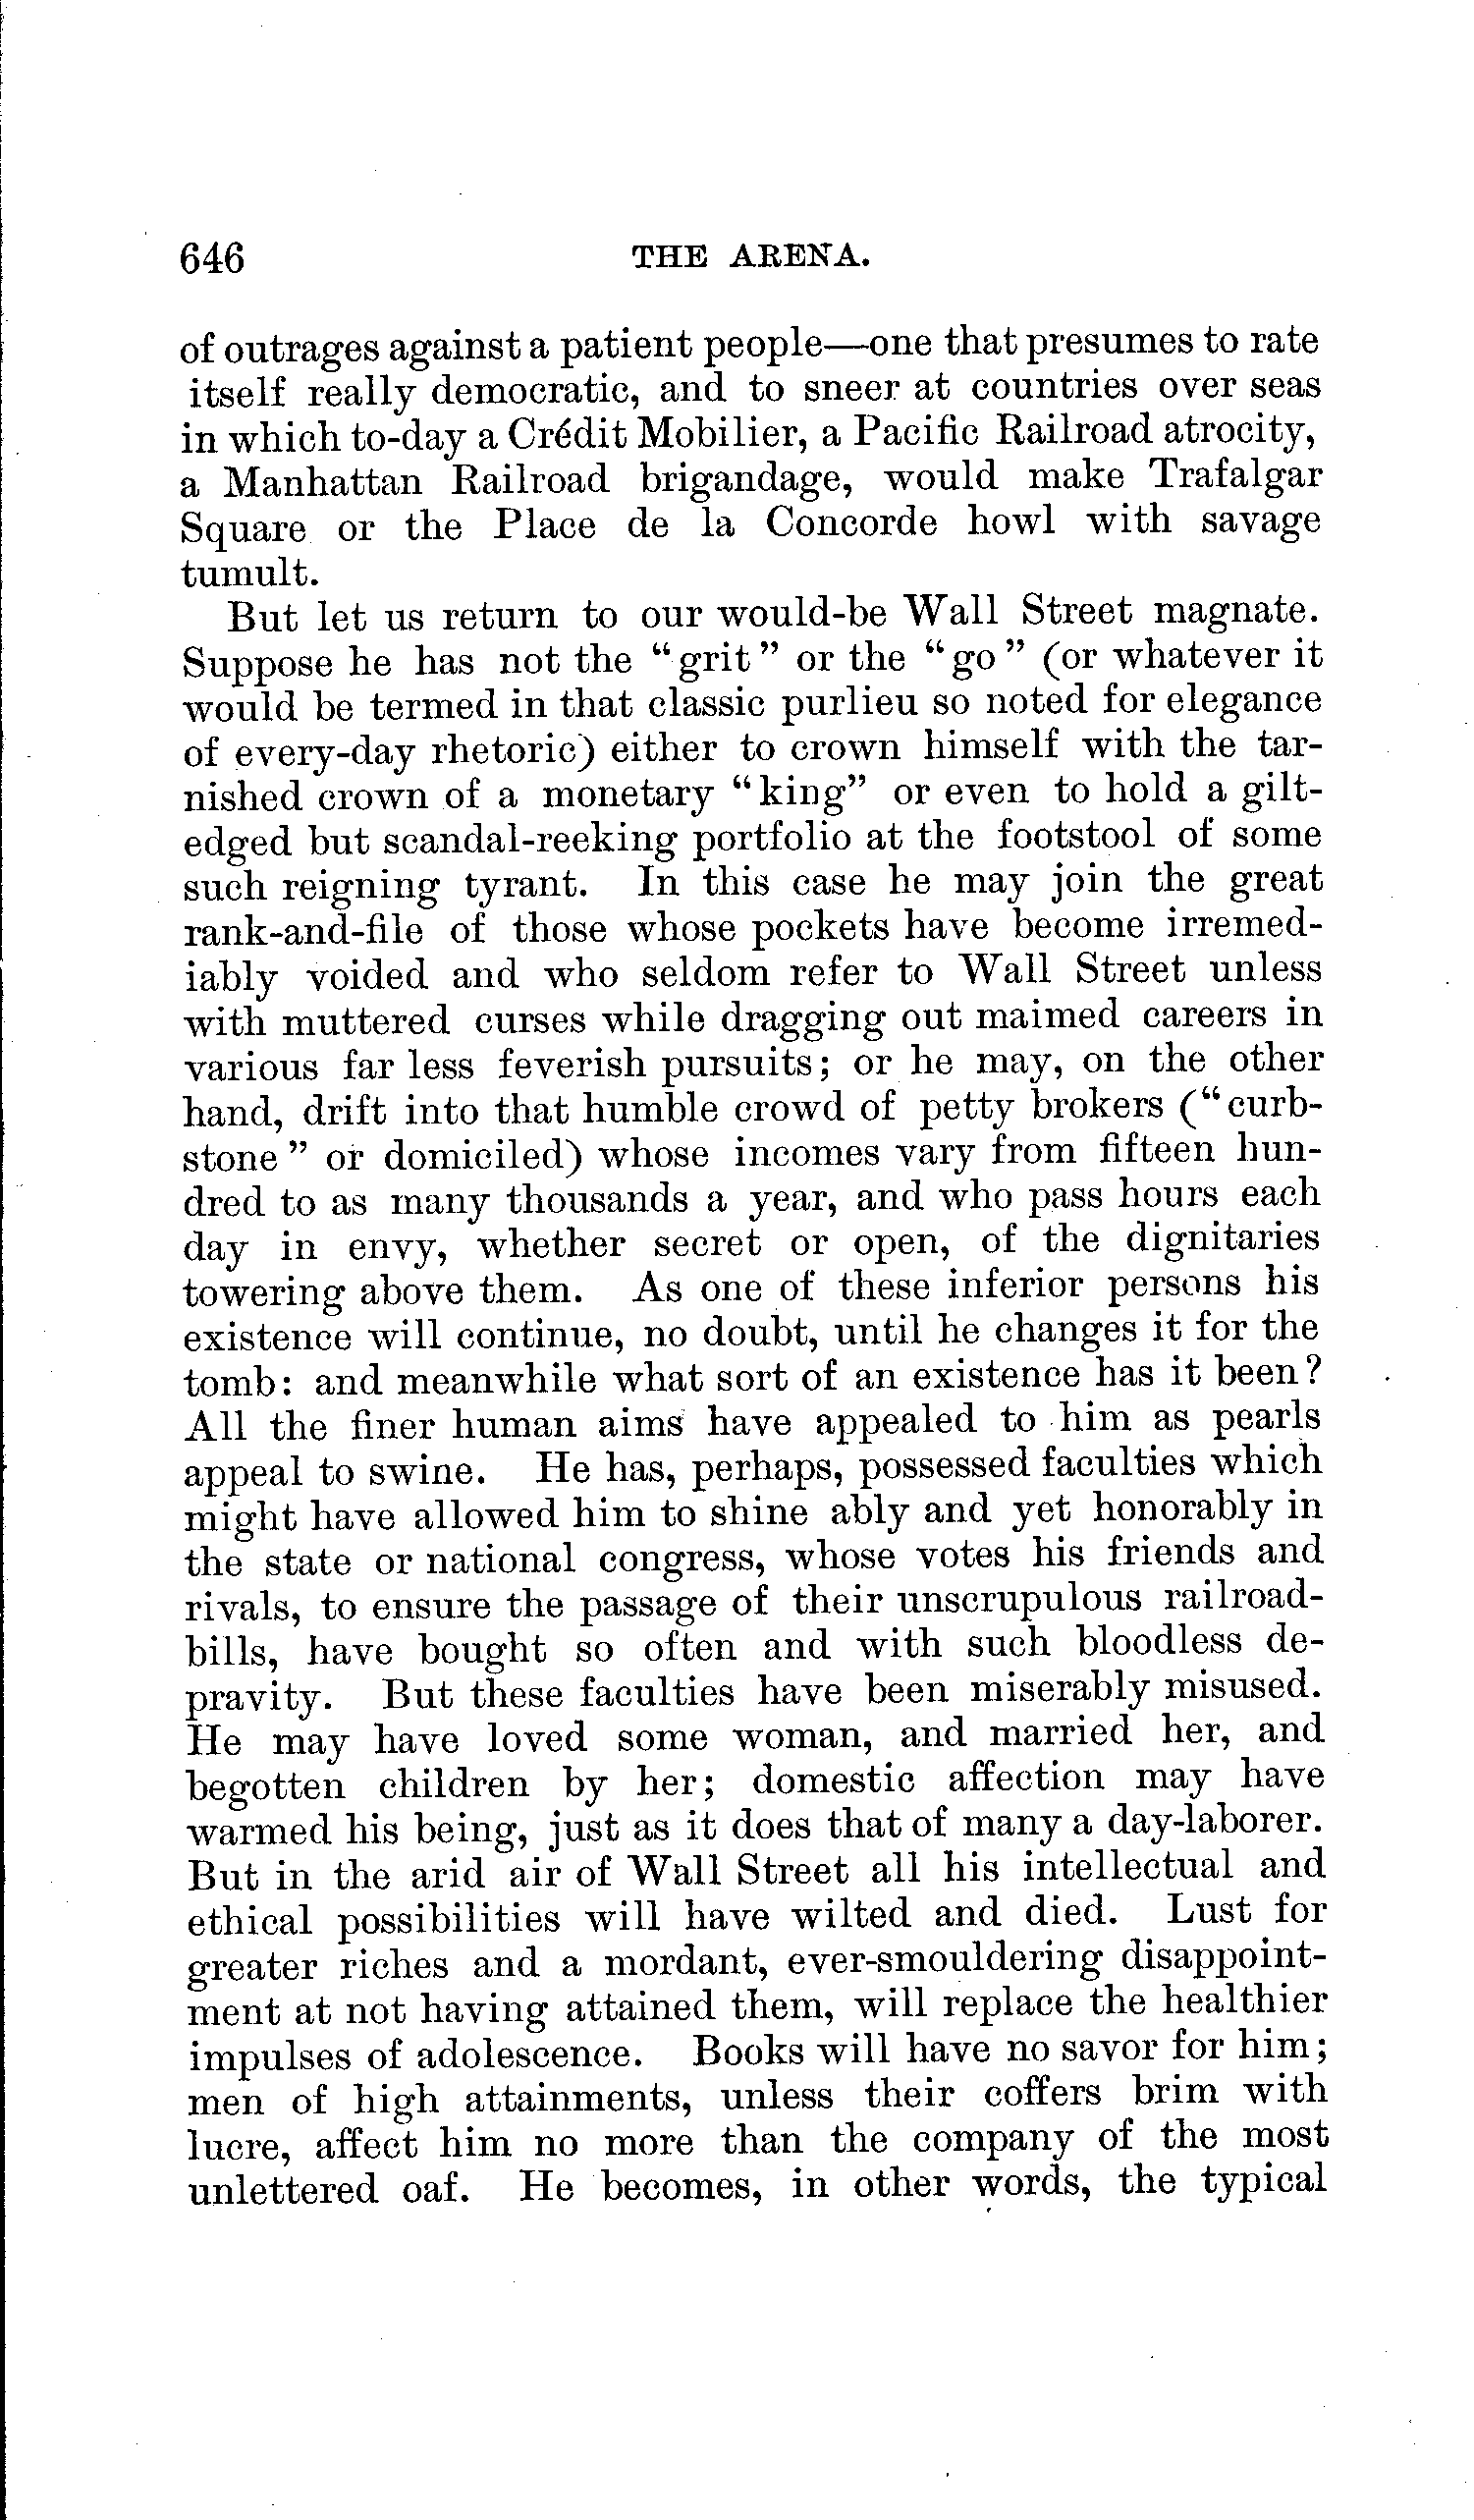 646 THE ARENA.
of outrages against a patient people—one that presumes to rate
itself really democratic, and to sneer at countries over seas
in which to-day a Crédit Mobilier, a Pacific Railroad atrocity,
a Manhattan Railroad brigandage, would make Trafalgar
Square or the Place de la Concorde howl with savage
tumult.
But let us return to our would-be Wall Street magnate.
Suppose he has not the “grit” or the “go” (or whatever it
would be termed in that classic purlieu so noted for elegance
of every-day rhetoric) either to crown himself with the tar-
nished crown of a monetary “king” or even to hold a gilt-
edged but scandal-reeking portfolio at the footstool of some
such reigning tyrant. In this case he may join the great
rank-and-file of those whose pockets have become irremed-
iably voided and who seldom refer to Wall Street unless
with muttered curses while dragging out maimed careers in
various far less feverish pursuits; or he may, on the other
hand, drift into that humble crowd of petty brokers (“curb-
stone” or domiciled) whose incomes vary from fifteen hun-
dred to as many thousands a year, and who pass hours each
day in envy, whether secret or open, of the dignitaries
towering above them. As one of these inferior persons his
existence will continue, no doubt, until he changes it for the
tomb: and meanwhile what sort of an existence has it been?
All the finer human aims have appealed to him as pearls
appeal to swine. He has, perhaps, possessed faculties which
might have allowed him to shine ably and yet honorably in
the state or national congress, whose votes his friends and
rivals, to ensure the passage of their unscrupulous railroad-
bills, have bought so often and with such bloodless de-
pravity. But these faculties have been miserably misused.
He may have loved some woman, and married her, and
begotten children by her; domestic affection may have
warmed his being, just as it does that of many a day-laborer.
But in the arid air of Wall Street all his intellectual and
ethical possibilities will have wilted and died. Lust for
greater riches and a mordant, ever-smouldering disappoint-
ment at not having attained them, will replace the healthier
impulses of adolescence. Books will have no savor for him;
men of high attainments, unless their coffers brim with
lucre, affect him no more than the company of the most
unlettered oaf. He becomes, in other words, the typical